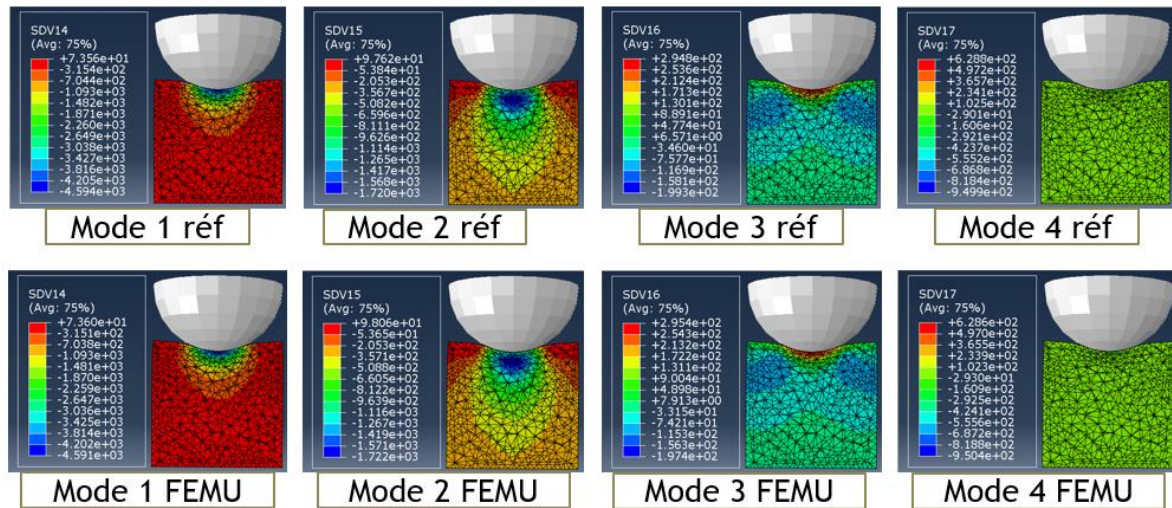 SDV14
(Avg: 75%)
+7.356e+01
-3.154e+02
-7.044e+02
-1.093e+03
-1.482e+03
-1.871e+03
-2.260e+03
-2.649e+03
-3.038e+03
-3.427e+03
-3.816e+03
-4.205e+03
-4.594e+03
Mode 1 réf
SDV15
(Avg: 75%)
+9.762e+01
-5.384e+01
-2.053e+02
-3.567e+02
-5.082e+02
-6.596e+02
-8.111e+02
-9.626e+02
-1.114e+03
-1.265e+03
-1.417e+03
-1.568e+03
-1.720e+03
Mode 2 réf
SDV16
(Avg: 75%)
+2.948e+02
+2.536e+02
+2.124e+02
+1.713e+02
+1.301e+02
+8.891e+01
+4.774e+01
+6.571e+00
-3.460e+01
-7.577e+01
-1.169e+02
-1.581e+02
-1.993e+02
Mode 3 réf
SDV17
(Avg: 75%)
+6.288e+02
+4.972e+02
+3.657e+02
+2.341e+02
+1.025e+02
-2.901e+01
-1.606e+02
-2.921e+02
-4.237e+02
-5.552e+02
-6.868e+02
-8.184e+02
-9.499e+02
Mode 4 réf
SDV14
(Avg: 75%)
+7.360e+01
-3.151e+02
-7.038e+02
-1.093e+03
-1.481e+03
-1.870e+03
-2.259e+03
-2.647e+03
-3.036e+03
-3.425e+03
-3.814e+03
-4.202e+03
-4.591e+03
Mode 1 FEMU
SDV15
(Avg: 75%)
+9.806e+01
-5.365e+01
-2.053e+02
-3.571e+02
-5.088e+02
-6.605e+02
-8.122e+02
-9.639e+02
-1.116e+03
-1.267e+03
-1.419e+03
-1.571e+03
-1.722e+03
Mode 2 FEMU
SDV16
(Avg: 75%)
+2.954e+02
+2.543e+02
+2.132e+02
+1.722e+02
+1.311e+02
+9.004e+01
+4.898e+01
+7.913e+00
-3.315e+01
-7.421e+01
-1.153e+02
-1.563e+02
-1.974e+02
Mode 3 FEMU
SDV17
(Avg: 75%)
+6.286e+02
+4.970e+02
+3.655e+02
+2.339e+02
+1.023e+02
-2.930e+01
-1.609e+02
-2.925e+02
-4.241e+02
-5.556e+02
-6.872e+02
-8.188e+02
-9.504e+02
Mode 4 FEMU